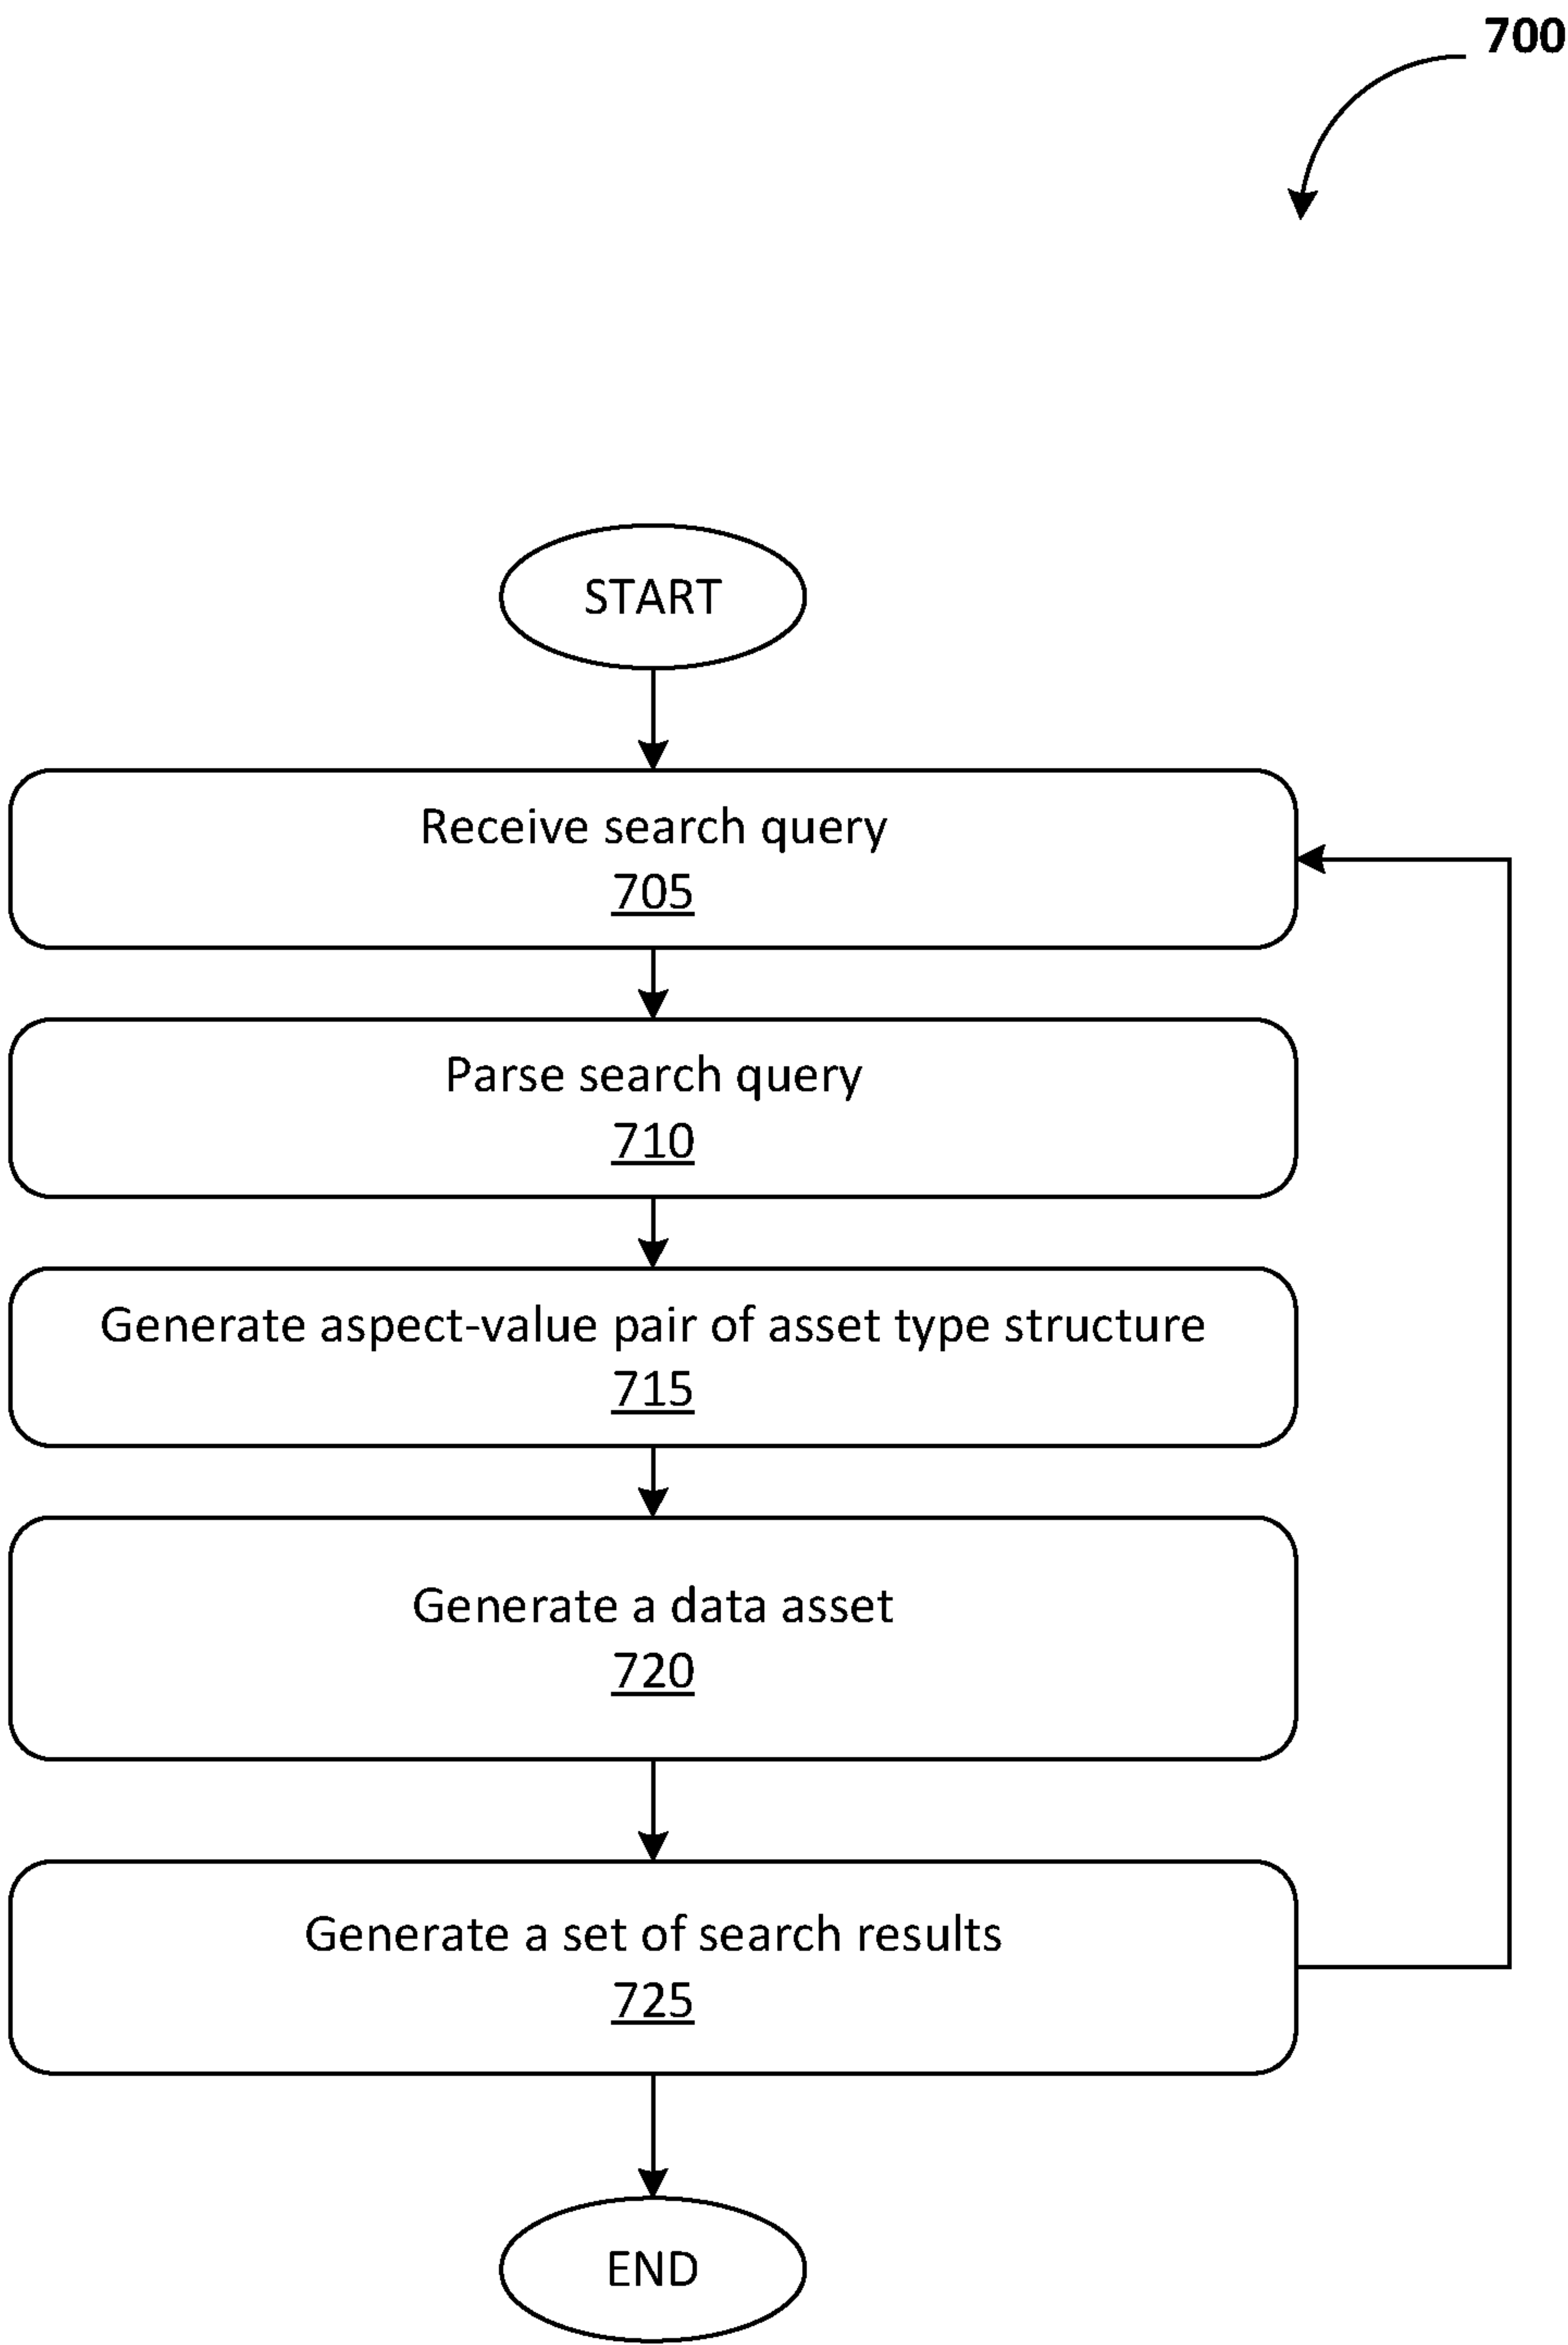 700
START
Receive search query
705
Parse search query
710
Generate aspect-value pair of asset type structure
715
Generate a data asset
720
Generate a set of search results
725
END